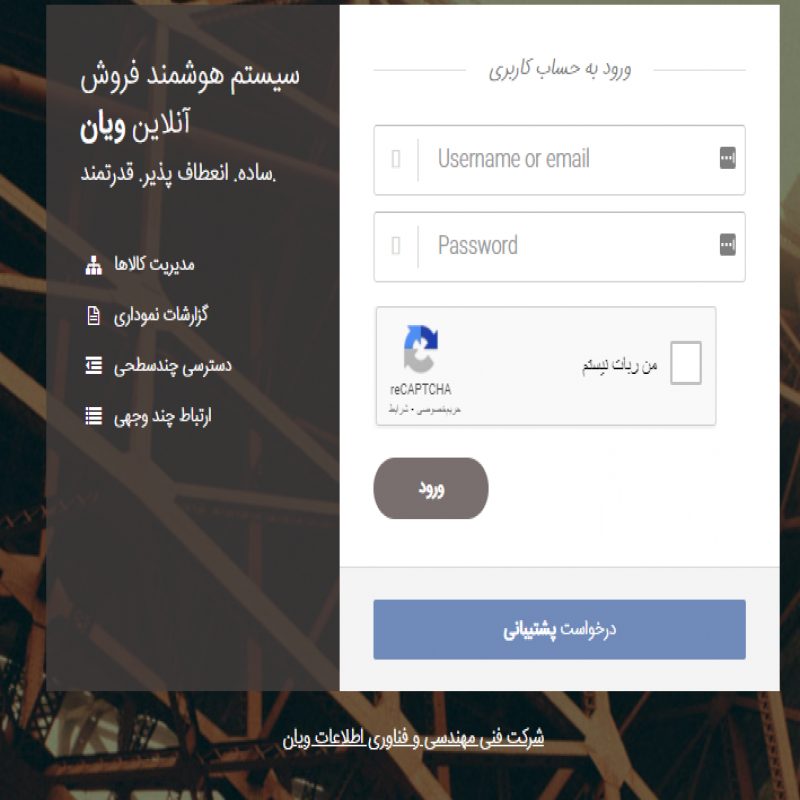 سیستم هوشمند فروش
آنلاین ویان
ساده. انعطاف پذیر. قدرتمند.
مدیریت کالاها
گزارشات نموداری
دسترسی چندسطحی
ارتباط چند وجهی
ورود به حساب کاربری
Username or email
Password
من ربات نیستم
reCAPTCHA
حریم‌خصوصی - شرایط
ورود
درخواست پشتیبانی
شرکت فنی مهندسی و فناوری اطلاعات ویان